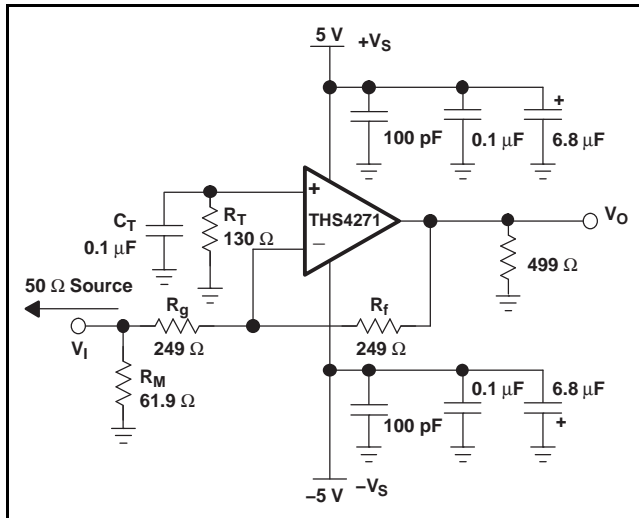 5 V +VS
+
100 pF 0.1 µF 6.8 µF
+
THS4271
−
VO
CT
0.1 µF
RT
130 Ω
499 Ω
50 Ω Source
VI
Rg
249 Ω
Rf
249 Ω
RM
61.9 Ω
0.1 µF 6.8 µF
100 pF
+
−5 V −VS